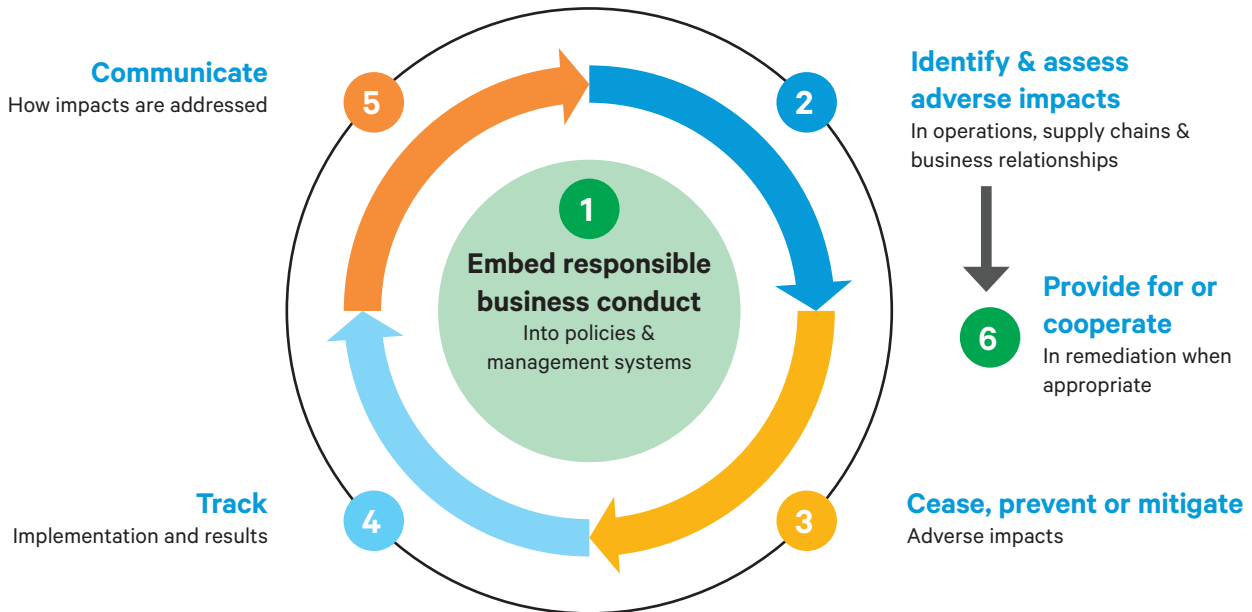 Communicate
How impacts are addressed
5
2
Identify & assess
adverse impacts
In operations, supply chains &
business relationships
1
Embed responsible
business conduct
Into policies &
management systems
6
Provide for or
cooperate
In remediation when
appropriate
Track
Implementation and results
4
3
Cease, prevent or mitigate
Adverse impacts